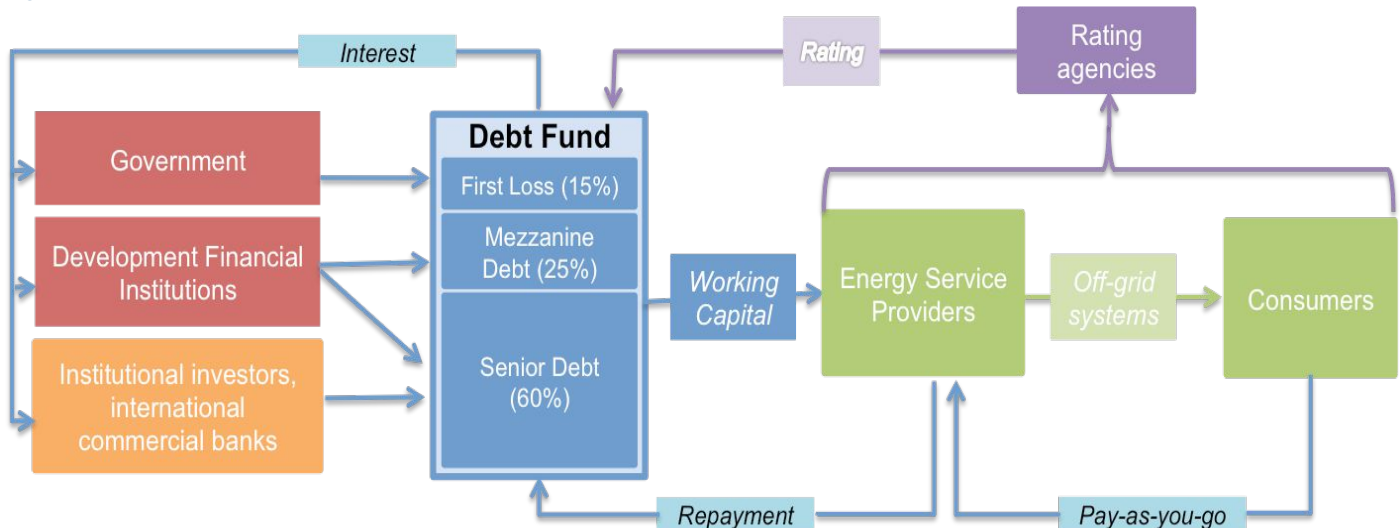 Interest
Rating
Rating
agencies
Government
Debt Fund
First Loss (15%)
Development Financial
Institutions
Mezzanine
Debt (25%)
Working
Capital
Energy Service
Providers
Off-grid
systems
Consumers
Institutional investors,
international
commercial banks
Senior Debt
(60%)
Repayment
Pay-as-you-go